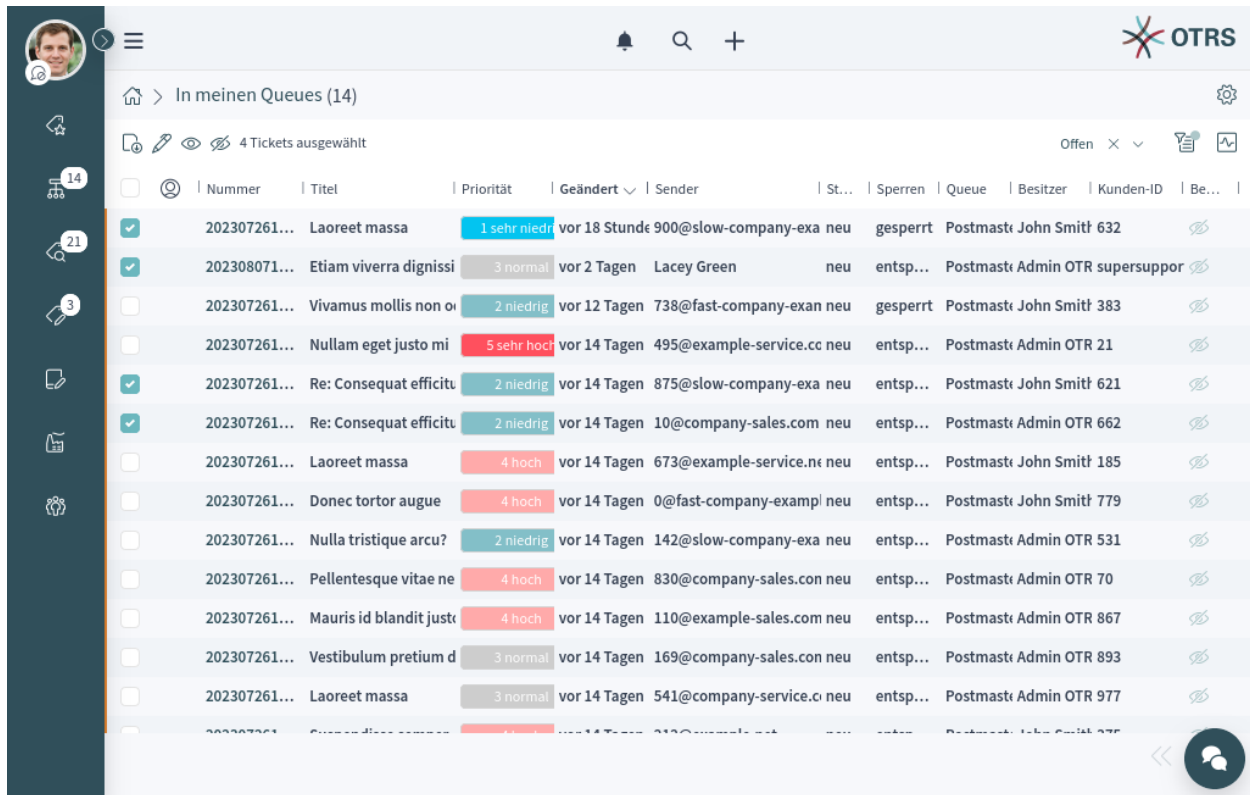 OTRS
In meinen Queues (14)
4 Tickets ausgewählt Offen
14
21
3
Nummer Titel Priorität Geändert Sender St... Sperren Queue Besitzer Kunden-ID Be...
202307261... Laoreet massa 1 sehr niedri vor 18 Stunde 900@slow-company-exa neu gesperrt Postmaste John Smith 632
202308071... Etiam viverra dignissi 3 normal vor 2 Tagen Lacey Green neu entsp... Postmaste Admin OTR supersuppor
202307261... Vivamus mollis non o 2 niedrig vor 12 Tagen 738@fast-company-exan neu gesperrt Postmaste John Smith 383
202307261... Nullam eget justo mi 5 sehr hoch vor 14 Tagen 495@example-service.co neu entsp... Postmaste Admin OTR 21
202307261... Re: Consequat efficitu 2 niedrig vor 14 Tagen 875@slow-company-exa neu entsp... Postmaste John Smith 621
202307261... Re: Consequat efficitu 2 niedrig vor 14 Tagen 10@company-sales.com neu entsp... Postmaste Admin OTR 662
202307261... Laoreet massa 4 hoch vor 14 Tagen 673@example-service.ne neu entsp... Postmaste John Smith 185
202307261... Donec tortor augue 4 hoch vor 14 Tagen 0@fast-company-exampl neu entsp... Postmaste John Smith 779
202307261... Nulla tristique arcu? 2 niedrig vor 14 Tagen 142@slow-company-exa neu entsp... Postmaste Admin OTR 531
202307261... Pellentesque vitae ne 4 hoch vor 14 Tagen 830@company-sales.con neu entsp... Postmaste Admin OTR 70
202307261... Mauris id blandit justo 4 hoch vor 14 Tagen 110@example-sales.com neu entsp... Postmaste Admin OTR 867
202307261... Vestibulum pretium d 3 normal vor 14 Tagen 169@company-sales.con neu entsp... Postmaste Admin OTR 893
202307261... Laoreet massa 3 normal vor 14 Tagen 541@company-service.c neu entsp... Postmaste Admin OTR 977